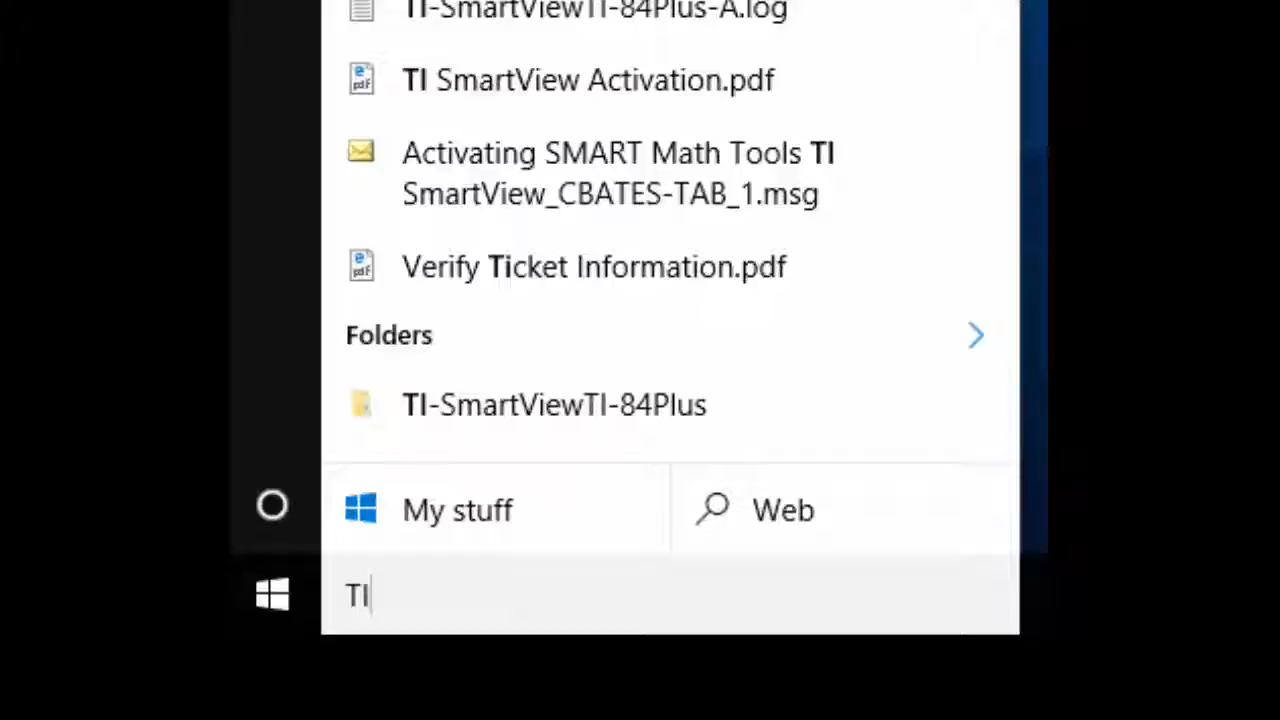 TI-SmartViewTI-84Plus-A.log
TI SmartView Activation.pdf
Activating SMART Math Tools TI
SmartView_CBATES-TAB_1.msg
Verify Ticket Information.pdf
Folders
TI-SmartViewTI-84Plus
My stuff
Web
TI